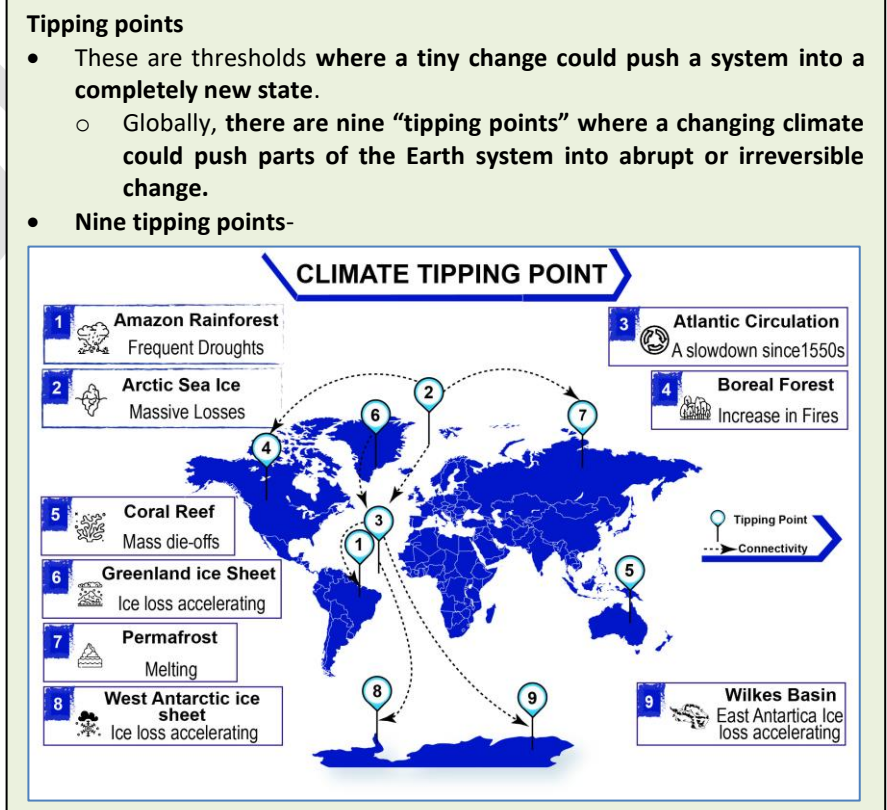 Tipping points
• These are thresholds where a tiny change could push a system into a
completely new state.
o Globally, there are nine “tipping points” where a changing climate
could push parts of the Earth system into abrupt or irreversible
change.
• Nine tipping points-
CLIMATE TIPPING POINT
1
Amazon Rainforest
Frequent Droughts
2
Arctic Sea Ice
Massive Losses
3
Atlantic Circulation
A slowdown since1550s
4
Boreal Forest
Increase in Fires
2
6
7
4
3
1
5
8
9
5
Coral Reef
Mass die-offs
6
Greenland ice Sheet
Ice loss accelerating
7
Permafrost
Melting
8
West Antarctic ice
sheet
Ice loss accelerating
Tipping Point
Connectivity
9
Wilkes Basin
East Antartica Ice
loss accelerating